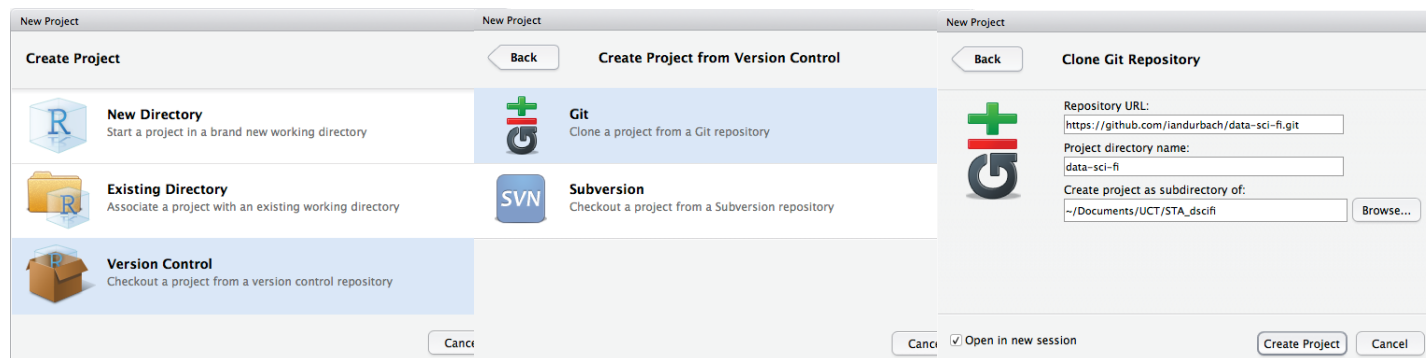 New Project
Create Project
R
New Directory
Start a project in a brand new working directory
R
Existing Directory
Associate a project with an existing working directory
R
Version Control
Checkout a project from a version control repository
New Project
Back
Create Project from Version Control
git
Git
Clone a project from a Git repository
SVN
Subversion
Checkout a project from a Subversion repository
New Project
Back
Clone Git Repository
git
Repository URL:
https://github.com/iandurbach/data-sci-fi.git
Project directory name:
data-sci-fi
Create project as subdirectory of:
~/Documents/UCT/STA_dscifi
Browse...
Open in new session
Create Project
Cancel